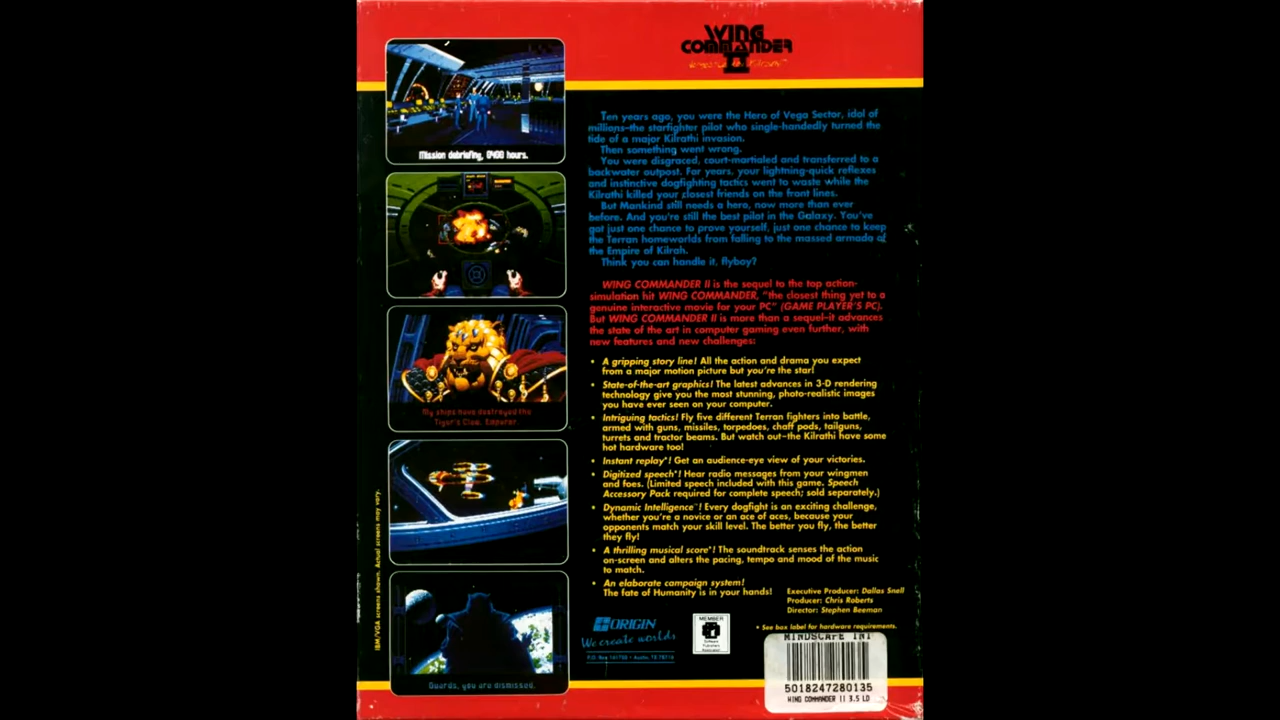 WING
COMMANDER
II
Mission debriefing, 0400 hours.
My ships have destroyed the
Tiger's Claw, Emperor.
Guards, you are dismissed.
IBM/VGA screens shown. Actual screens may vary.
Ten years ago, you were the Hero of Vega Sector, idol of
millions—the starfighter pilot who single-handedly turned the
tide of a major Kilrathi invasion.
Then something went wrong.
You were disgraced, court-martialed and transferred to a
backwater outpost. For years, your lightning-quick reflexes
and instinctive dogfighting tactics went to waste while the
Kilrathi killed your closest friends on the front lines.
But Mankind still needs a hero, now more than ever
before. And you're still the best pilot in the Galaxy. You've
got just one chance to prove yourself, just one chance to keep
the Terran homeworlds from falling to the massed armada of
the Empire of Kilrah.
Think you can handle it, flyboy?
WING COMMANDER II is the sequel to the top action-
simulation hit WING COMMANDER, "the closest thing yet to a
genuine interactive movie for your PC" (GAME PLAYER'S PC).
But WING COMMANDER II is more than a sequel—it advances
the state of the art in computer gaming even further, with
new features and new challenges:
• A gripping story line! All the action and drama you expect
from a major motion picture but you're the star!
• State-of-the-art graphics! The latest advances in 3-D rendering
technology give you the most stunning, photo-realistic images
you have ever seen on your computer.
• Intriguing tactics! Fly five different Terran fighters into battle,
armed with guns, missiles, torpedoes, chaff pods, tailguns,
turrets and tractor beams. But watch out—the Kilrathi have some
hot hardware too!
• Instant replay*! Get an audience-eye view of your victories.
• Digitized speech*! Hear radio messages from your wingmen
and foes. (Limited speech included with this game. Speech
Accessory Pack required for complete speech; sold separately.)
• Dynamic Intelligence™! Every dogfight is an exciting challenge,
whether you're a novice or an ace of aces, because your
opponents match your skill level. The better you fly, the better
they fly!
• A thrilling musical score*! The soundtrack senses the action
on-screen and alters the pacing, tempo and mood of the music
to match.
• An elaborate campaign system!
The fate of Humanity is in your hands!
Executive Producer: Dallas Snell
Producer: Chris Roberts
Director: Stephen Beeman
* See box label for hardware requirements.
ORIGIN
We create worlds
P.O. Box 161750 • Austin, TX 78716
MEMBER
Software
Publishers
Association
MINDSCAPE INT
5018247280135
WING COMMANDER II 3.5 LD